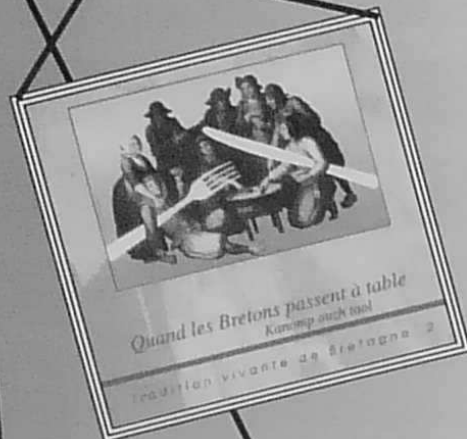 Quand les Bretons passent à table
Kanomp ouzh taol
Tradition vivante de Bretagne 2